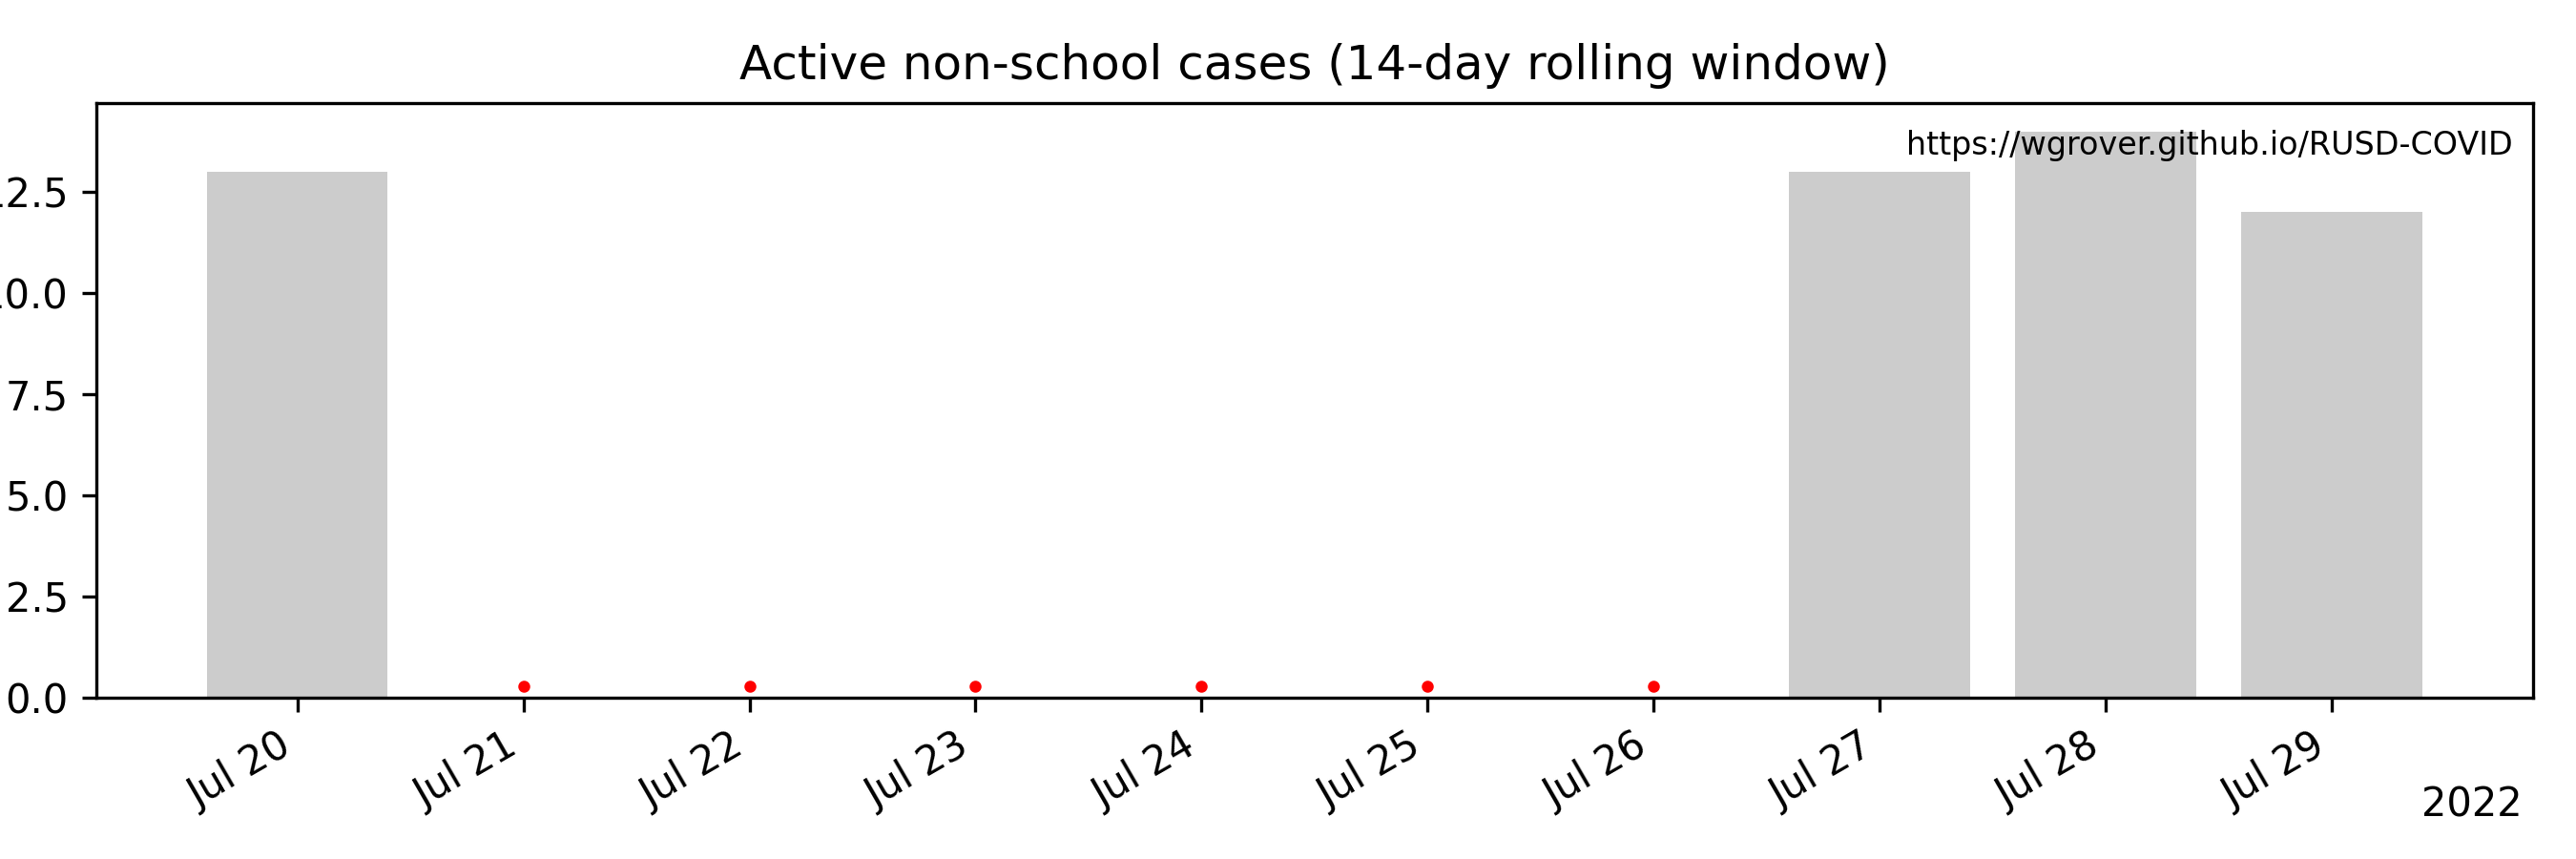 Active non-school cases (14-day rolling window)
https://wgrover.github.io/RUSD-COVID
2.5
0.0
7.5
5.0
2.5
0.0
Jul 20
Jul 21
Jul 22
Jul 23
Jul 24
Jul 25
Jul 26
Jul 27
Jul 28
Jul 29
2022